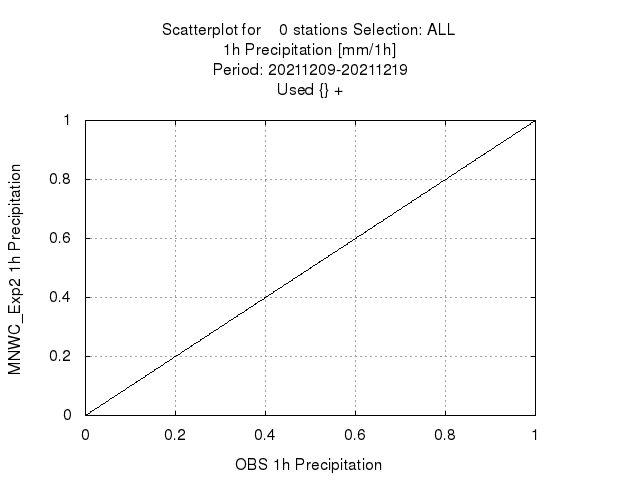 Scatterplot for 0 stations Selection: ALL
1h Precipitation [mm/1h]
Period: 20211209-20211219
Used {} +
1
0.8
0.6
0.4
0.2
0
MNWC_Exp2 1h Precipitation
0 0.2 0.4 0.6 0.8 1
OBS 1h Precipitation